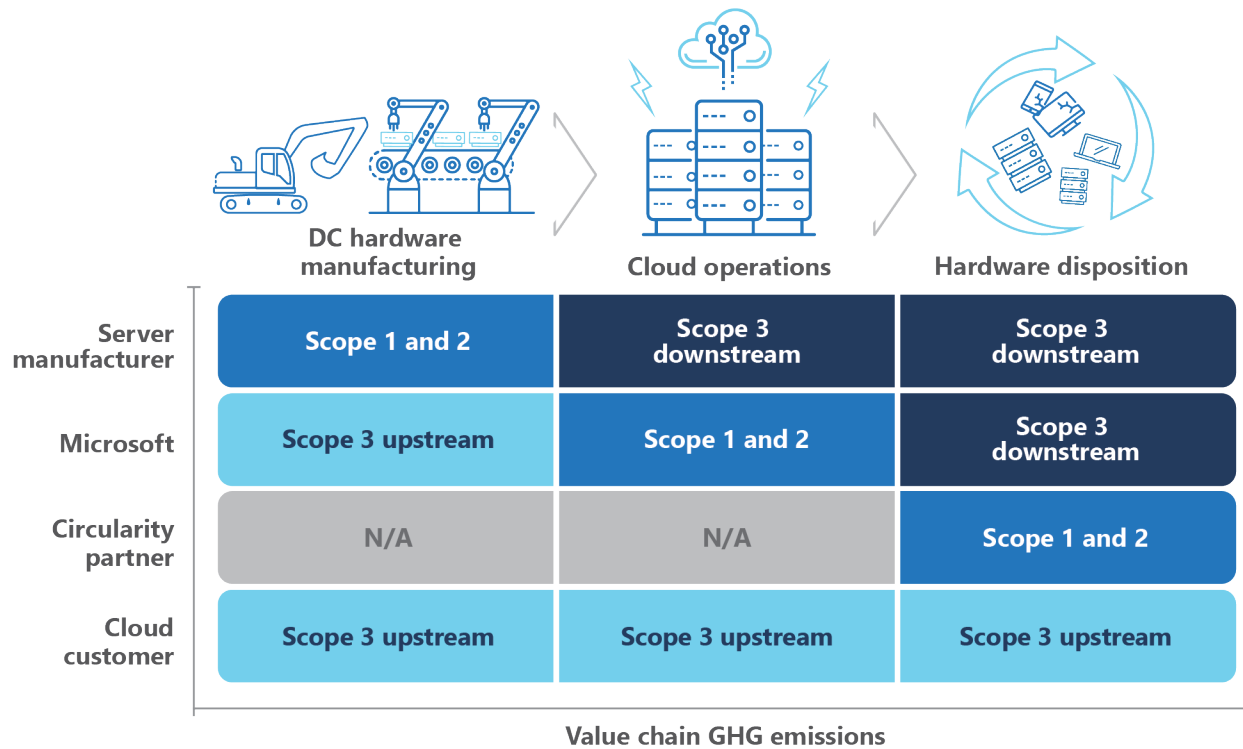 DC hardware
manufacturing
Cloud operations
Hardware disposition
Server
manufacturer
Scope 1 and 2
Scope 3
downstream
Scope 3
downstream
Microsoft
Scope 3 upstream
Scope 1 and 2
Scope 3
downstream
Circularity
partner
N/A
N/A
Scope 1 and 2
Cloud
customer
Scope 3 upstream
Scope 3 upstream
Scope 3 upstream
Value chain GHG emissions